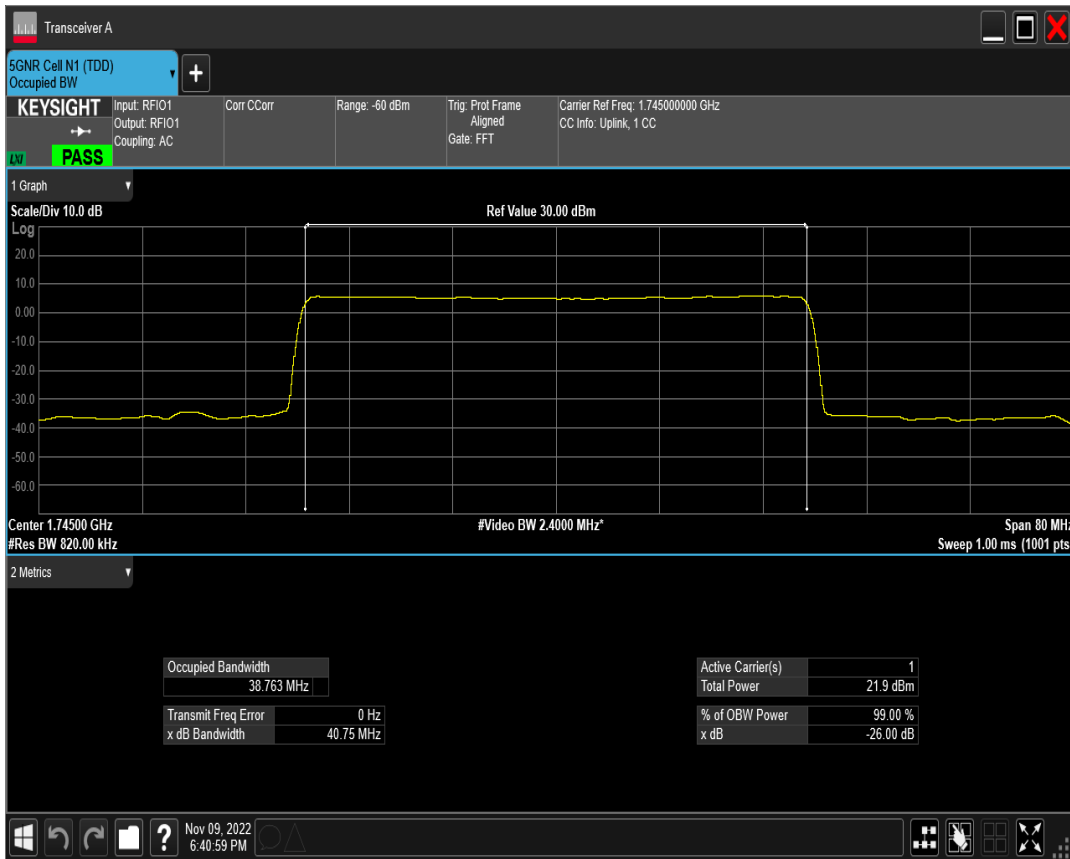 Transceiver A
5GNR Cell N1 (TDD)
Occupied BW
+
KEYSIGHT
LXI
PASS
Input: RFIO1
Output: RFIO1
Coupling: AC
Corr CCorr
Range: -60 dBm
Trig: Prot Frame
Aligned
Gate: FFT
Carrier Ref Freq: 1.745000000 GHz
CC Info: Uplink, 1 CC
1 Graph
Scale/Div 10.0 dB
Ref Value 30.00 dBm
Log
20.0
10.0
0.00
-10.0
-20.0
-30.0
-40.0
-50.0
-60.0
Center 1.74500 GHz
#Video BW 2.4000 MHz*
Span 80 MHz
#Res BW 820.00 kHz
Sweep 1.00 ms (1001 pts
2 Metrics
Occupied Bandwidth
38.763 MHz
Transmit Freq Error 0 Hz
x dB Bandwidth 40.75 MHz
Active Carrier(s) 1
Total Power 21.9 dBm
% of OBW Power 99.00 %
x dB -26.00 dB
?
Nov 09, 2022
6:40:59 PM